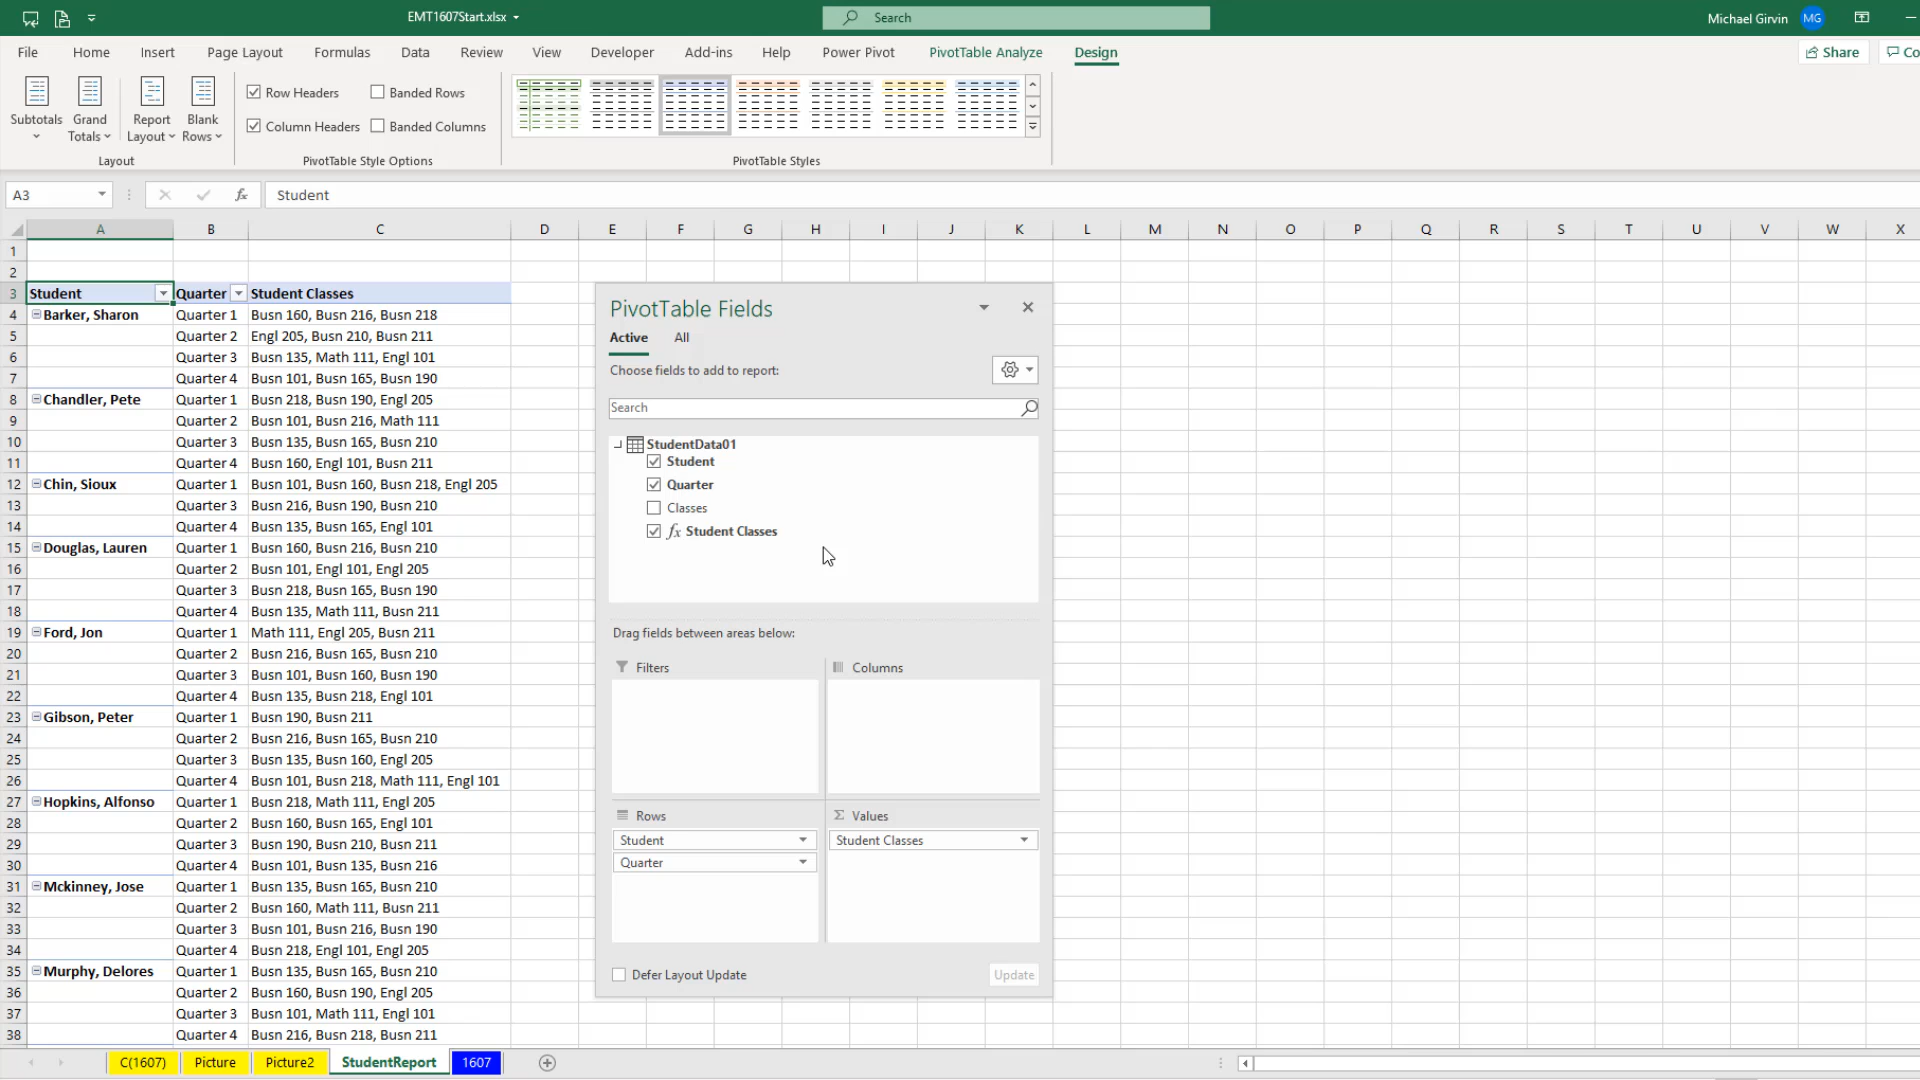 EMT1607Start.xlsx
Search
Michael Girvin MG
File Home Insert Page Layout Formulas Data Review View Developer Add-ins Help Power Pivot PivotTable Analyze Design Share Co
Subtotals Grand Totals Report Layout Blank Rows
Row Headers Banded Rows
Column Headers Banded Columns
Layout PivotTable Style Options PivotTable Styles
A3 fx Student
A B C D E F G H I J K L M N O P Q R S T U V W X
1
2
3 Student Quarter Student Classes
4 Barker, Sharon Quarter 1 Busn 160, Busn 216, Busn 218
5 Quarter 2 Engl 205, Busn 210, Busn 211
6 Quarter 3 Busn 135, Math 111, Engl 101
7 Quarter 4 Busn 101, Busn 165, Busn 190
8 Chandler, Pete Quarter 1 Busn 218, Busn 190, Engl 205
9 Quarter 2 Busn 101, Busn 216, Math 111
10 Quarter 3 Busn 135, Busn 165, Busn 210
11 Quarter 4 Busn 160, Engl 101, Busn 211
12 Chin, Sioux Quarter 1 Busn 101, Busn 160, Busn 218, Engl 205
13 Quarter 3 Busn 216, Busn 190, Busn 210
14 Quarter 4 Busn 135, Busn 165, Engl 101
15 Douglas, Lauren Quarter 1 Busn 160, Busn 216, Busn 210
16 Quarter 2 Busn 101, Engl 101, Engl 205
17 Quarter 3 Busn 218, Busn 165, Busn 190
18 Quarter 4 Busn 135, Math 111, Busn 211
19 Ford, Jon Quarter 1 Math 111, Engl 205, Busn 211
20 Quarter 2 Busn 216, Busn 165, Busn 210
21 Quarter 3 Busn 101, Busn 160, Busn 190
22 Quarter 4 Busn 135, Busn 218, Engl 101
23 Gibson, Peter Quarter 1 Busn 190, Busn 211
24 Quarter 2 Busn 216, Busn 165, Busn 210
25 Quarter 3 Busn 135, Busn 160, Engl 205
26 Quarter 4 Busn 101, Busn 218, Math 111, Engl 101
27 Hopkins, Alfonso Quarter 1 Busn 218, Math 111, Engl 205
28 Quarter 2 Busn 160, Busn 165, Engl 101
29 Quarter 3 Busn 190, Busn 210, Busn 211
30 Quarter 4 Busn 101, Busn 135, Busn 216
31 Mckinney, Jose Quarter 1 Busn 135, Busn 165, Busn 210
32 Quarter 2 Busn 160, Math 111, Busn 211
33 Quarter 3 Busn 101, Busn 216, Busn 190
34 Quarter 4 Busn 218, Engl 101, Engl 205
35 Murphy, Delores Quarter 1 Busn 135, Busn 165, Busn 210
36 Quarter 2 Busn 160, Busn 190, Engl 205
37 Quarter 3 Busn 101, Math 111, Engl 101
38 Quarter 4 Busn 216, Busn 218, Busn 211
PivotTable Fields
Active All
Choose fields to add to report:
Search
StudentData01
Student
Quarter
Classes
fx Student Classes
Drag fields between areas below:
Filters Columns
Rows Σ Values
Student Student Classes
Quarter
Defer Layout Update Update
C(1607) Picture Picture2 StudentReport 1607